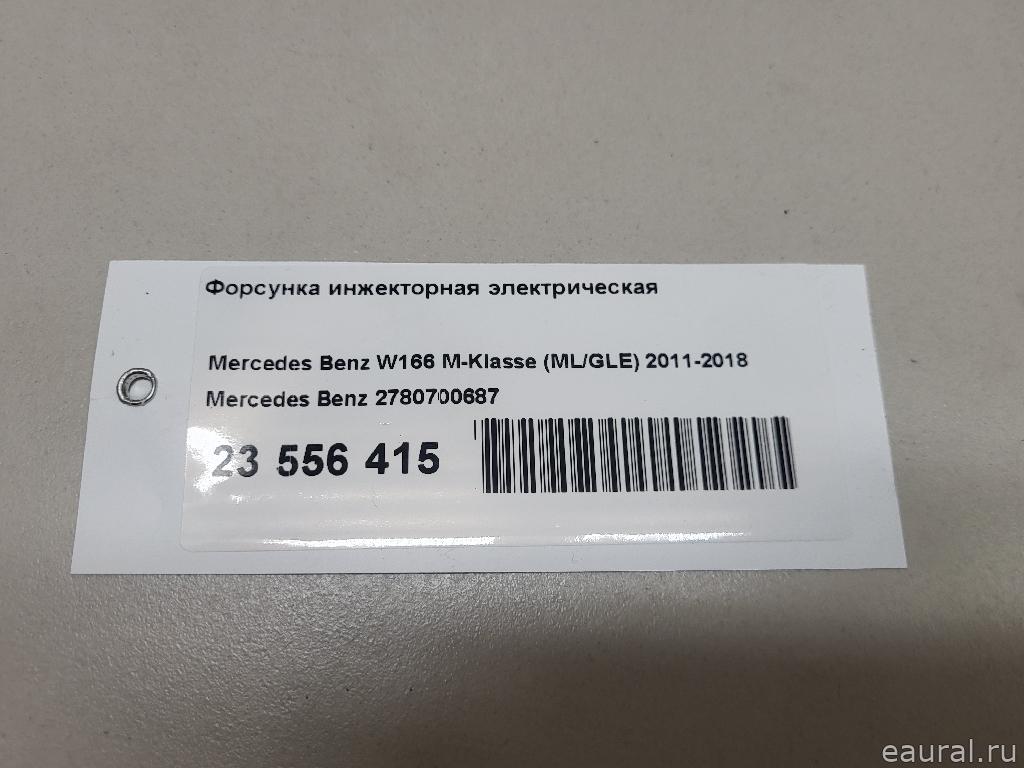 Форсунка инжекторная электрическая
Mercedes Benz W166 M-Klasse (ML/GLE) 2011-2018
Mercedes Benz 2780700687
23 556 415
eaural.ru